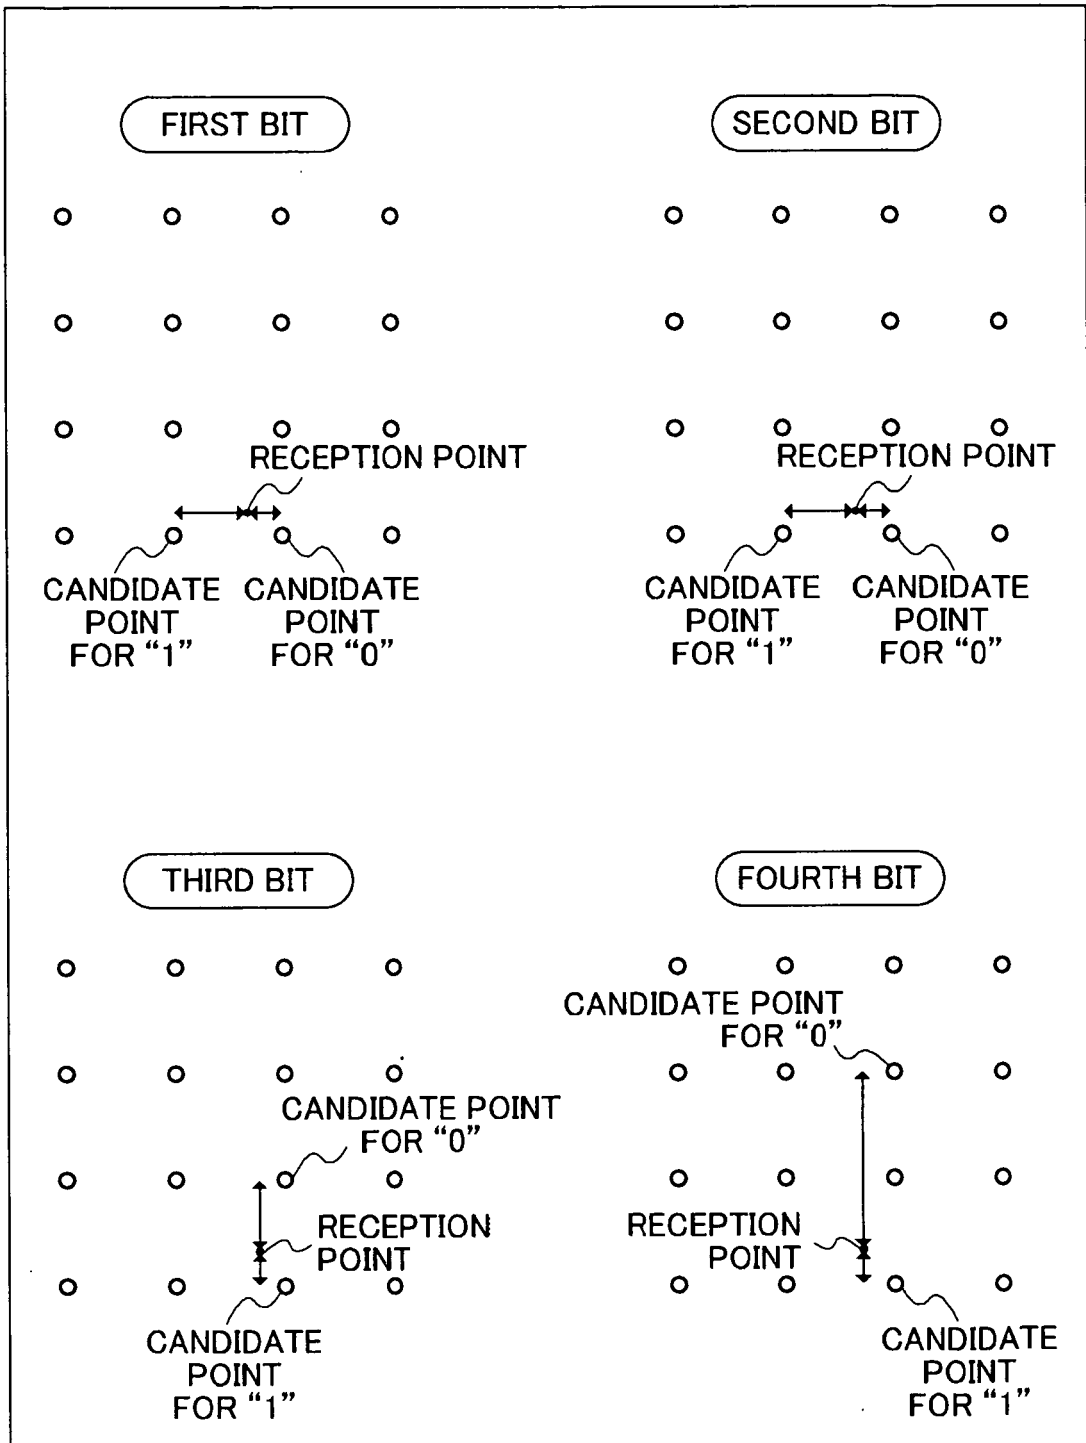 FIRST BIT
RECEPTION POINT
CANDIDATE
POINT
FOR “1”
CANDIDATE
POINT
FOR “0”
SECOND BIT
RECEPTION POINT
CANDIDATE
POINT
FOR “1”
CANDIDATE
POINT
FOR “0”
THIRD BIT
CANDIDATE POINT
FOR “0”
RECEPTION
POINT
CANDIDATE
POINT
FOR “1”
FOURTH BIT
CANDIDATE POINT
FOR “0”
RECEPTION
POINT
CANDIDATE
POINT
FOR “1”